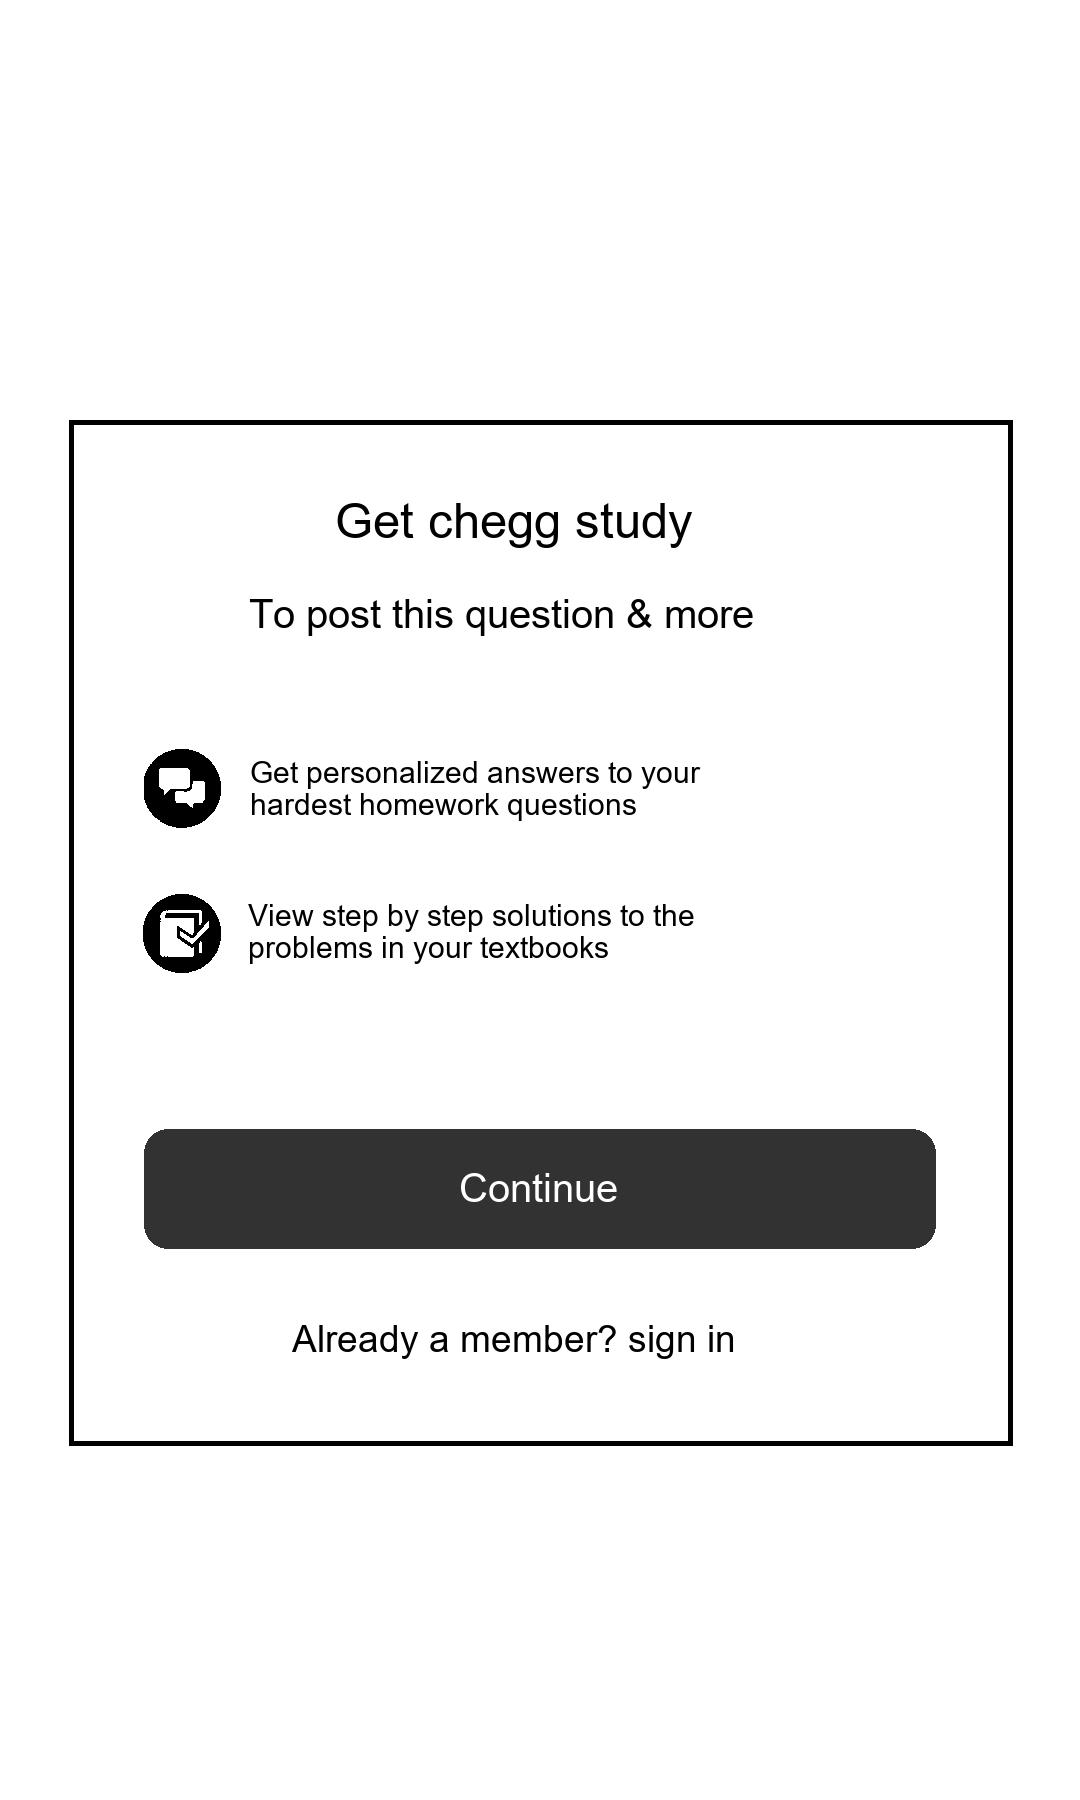 Get chegg study
To post this question & more
Get personalized answers to your
hardest homework questions
View step by step solutions to the
problems in your textbooks
Continue
Already a member? sign in